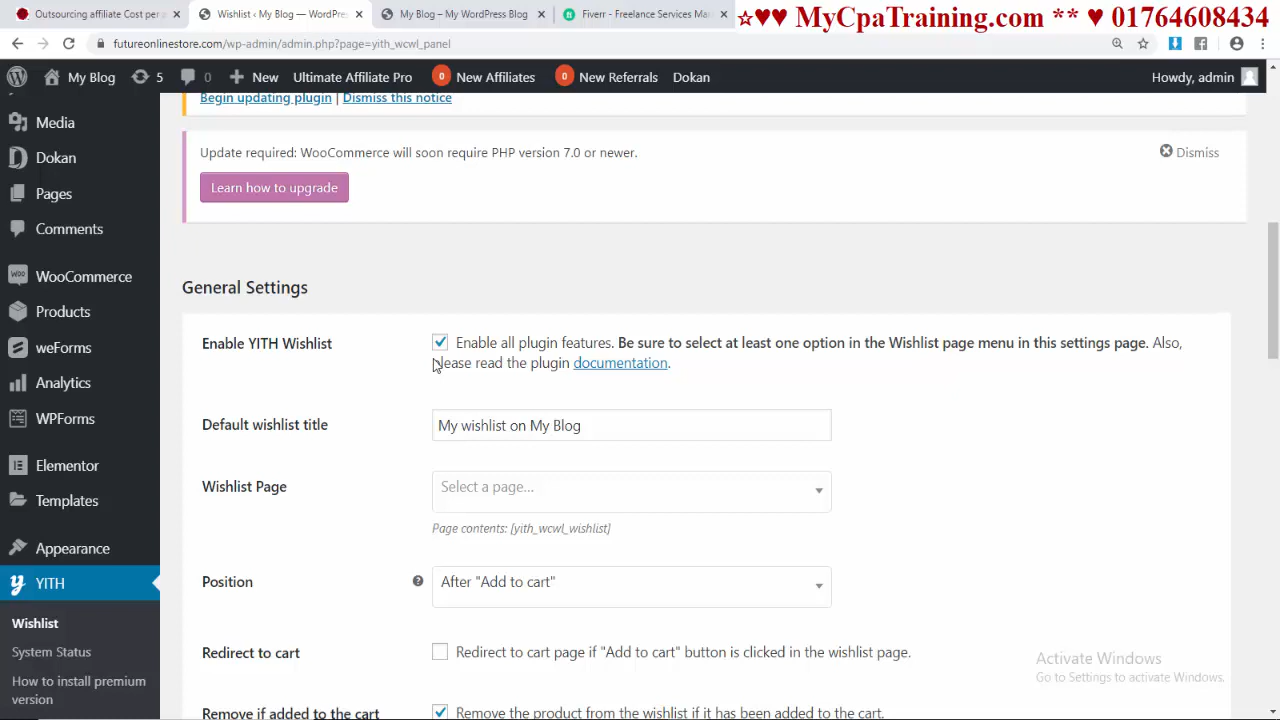 Outsourcing affiliate Cost per
Wishlist ‹ My Blog — WordPres
My Blog – My WordPress Blog
Fiverr - Freelance Services Mar
☆♥♥ MyCpaTraining.com ** ♥ 01764608434
futureonlinestore.com/wp-admin/admin.php?page=yith_wcwl_panel
My Blog 5 0 New Ultimate Affiliate Pro 0 New Affiliates 0 New Referrals Dokan Howdy, admin
Media
Dokan
Pages
Comments
WooCommerce
Products
weForms
Analytics
WPForms
Elementor
Templates
Appearance
YITH
Wishlist
System Status
How to install premium
version
Begin updating plugin | Dismiss this notice
Update required: WooCommerce will soon require PHP version 7.0 or newer.
Dismiss
Learn how to upgrade
General Settings
Enable YITH Wishlist
Enable all plugin features. Be sure to select at least one option in the Wishlist page menu in this settings page. Also,
please read the plugin documentation.
Default wishlist title
My wishlist on My Blog
Wishlist Page
Select a page...
Page contents: [yith_wcwl_wishlist]
Position
After "Add to cart"
Redirect to cart
Redirect to cart page if "Add to cart" button is clicked in the wishlist page.
Remove if added to the cart
Remove the product from the wishlist if it has been added to the cart.
Activate Windows
Go to Settings to activate Windows.